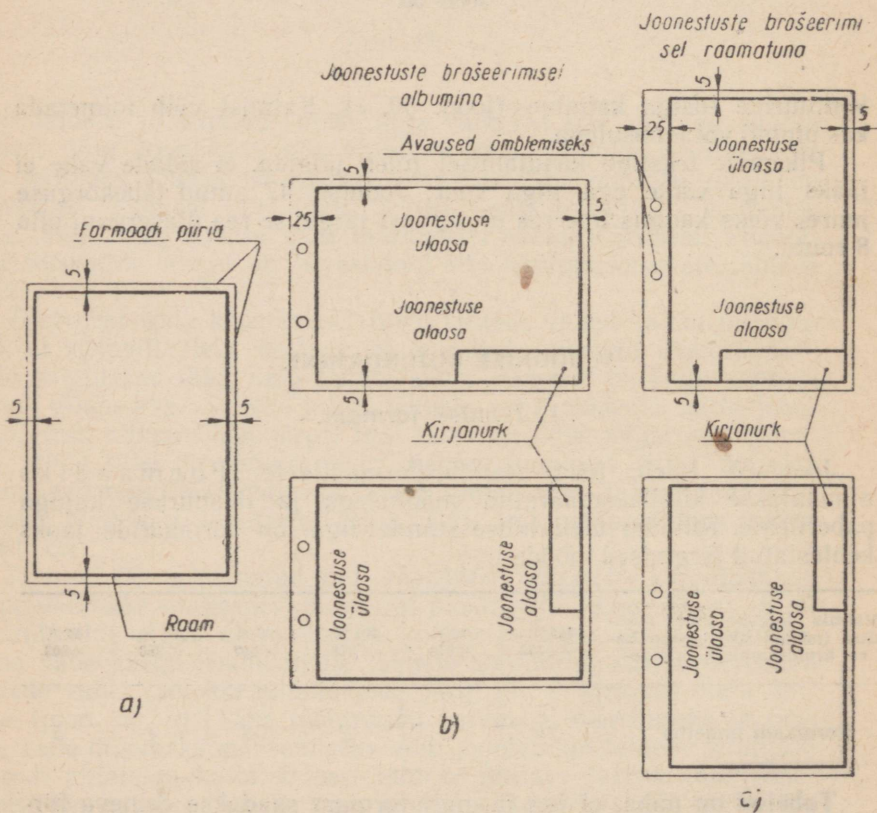 Joonestuste brošeerimi
sel raamatuna
Joonestuste brošeerimisel
albumina
Avaused õmblemiseks
5
25
5
Joonestuse
ülaosa
Joonestuse
alaosa
5
5
25
5
Joonestuse
ülaosa
Joonestuse
alaosa
5
Formaadi piirid
5
5
5
5
Raam
a)
Kirjanurk
Kirjanurk
Joonestuse
ülaosa
Joonestuse
alaosa
b)
Joonestuse
ülaosa
Joonestuse
alaosa
c)